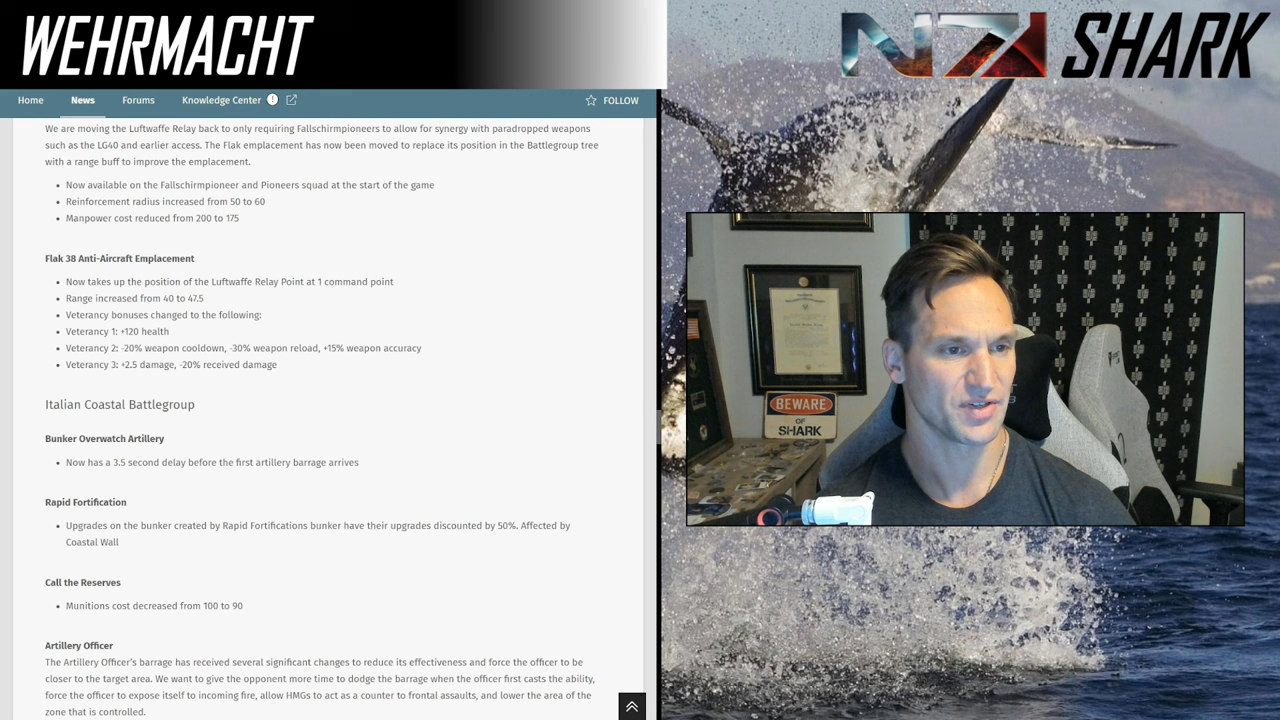 WEHRMACHT
N7 SHARK
Home News Forums Knowledge Center ! FOLLOW
We are moving the Luftwaffe Relay back to only requiring Fallschirmpioneers to allow for synergy with paradropped weapons
such as the LG40 and earlier access. The Flak emplacement has now been moved to replace its position in the Battlegroup tree
with a range buff to improve the emplacement.
• Now available on the Fallschirmpioneer and Pioneers squad at the start of the game
• Reinforcement radius increased from 50 to 60
• Manpower cost reduced from 200 to 175
Flak 38 Anti-Aircraft Emplacement
• Now takes up the position of the Luftwaffe Relay Point at 1 command point
• Range increased from 40 to 47.5
• Veterancy bonuses changed to the following:
• Veterancy 1: +120 health
• Veterancy 2: -20% weapon cooldown, -30% weapon reload, +15% weapon accuracy
• Veterancy 3: +2.5 damage, -20% received damage
Italian Coastal Battlegroup
Bunker Overwatch Artillery
• Now has a 3.5 second delay before the first artillery barrage arrives
Rapid Fortification
• Upgrades on the bunker created by Rapid Fortifications bunker have their upgrades discounted by 50%. Affected by
Coastal Wall
Call the Reserves
• Munitions cost decreased from 100 to 90
Artillery Officer
The Artillery Officer's barrage has received several significant changes to reduce its effectiveness and force the officer to be
closer to the target area. We want to give the opponent more time to dodge the barrage when the officer first casts the ability,
force the officer to expose itself to incoming fire, allow HMGs to act as a counter to frontal assaults, and lower the area of the
zone that is controlled.
BEWARE
OF
SHARK